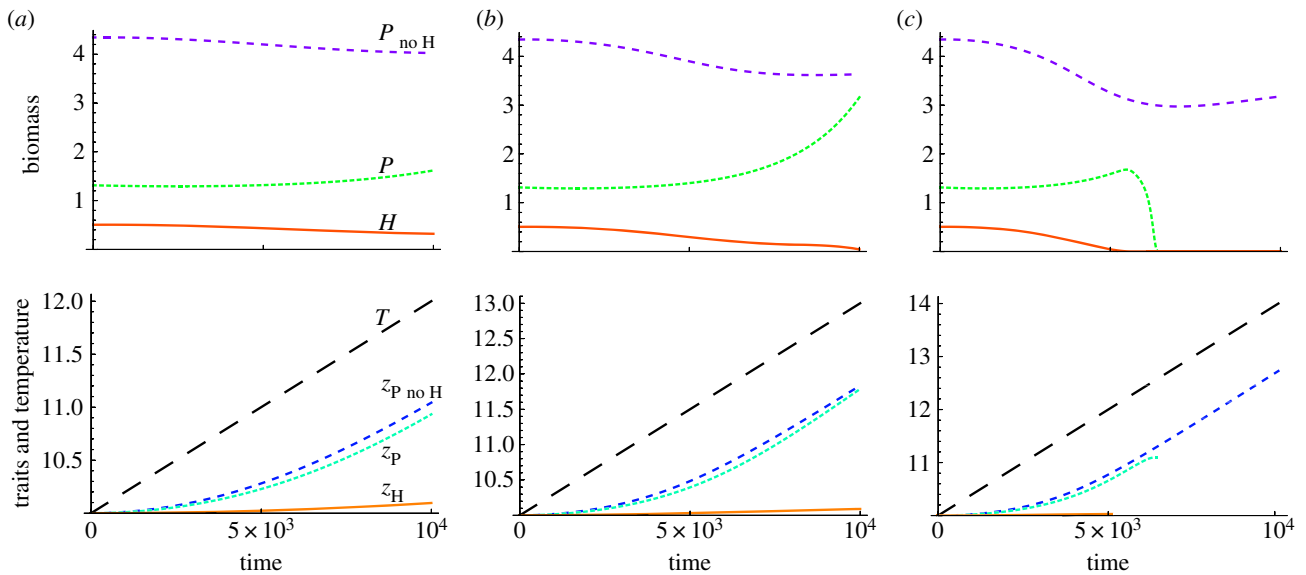 (a)
(b)
(c)
biomass
4
3
2
1
P no H
P
H
4
3
2
1
4
3
2
1
traits and temperature
12.0
11.5
11.0
10.5
T
z P no H
z P
z H
0
5 × 10³
10⁴
time
13.0
12.5
12.0
11.5
11.0
10.5
0
5 × 10³
10⁴
time
14
13
12
11
0
5 × 10³
10⁴
time